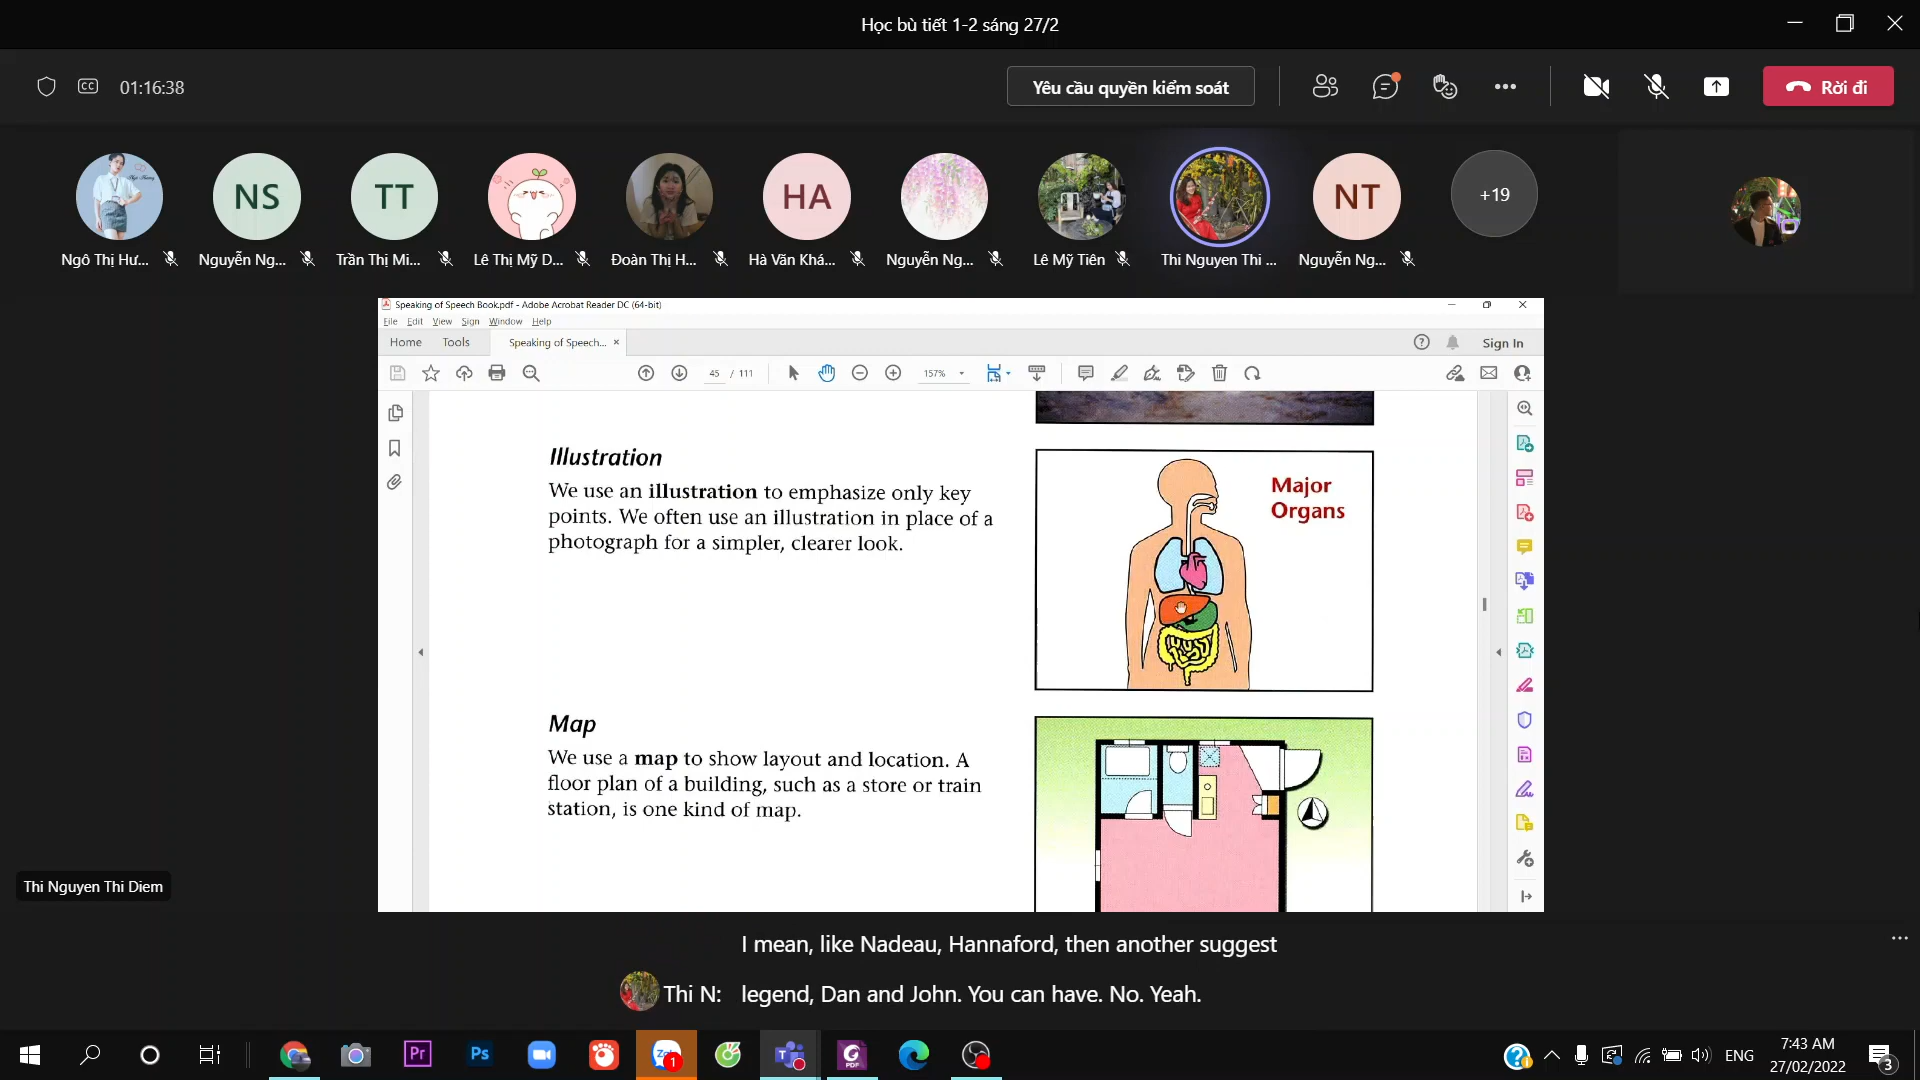 Học bù tiết 1-2 sáng 27/2
CC 01:16:38 Yêu cầu quyền kiểm soát Rời đi
NS TT HA NT +19
Ngô Thị Hư... Nguyễn Ng... Trần Thị Mi... Lê Thị Mỹ D... Đoàn Thị H... Hà Văn Khá... Nguyễn Ng... Lê Mỹ Tiên Thi Nguyen Thi ... Nguyễn Ng...
Speaking of Speech Book.pdf - Adobe Acrobat Reader DC (64-bit)
File Edit View Sign Window Help
Home Tools Speaking of Speech... × Sign In
45 / 111 157%
Illustration
We use an illustration to emphasize only key
points. We often use an illustration in place of a
photograph for a simpler, clearer look.
Major
Organs
Map
We use a map to show layout and location. A
floor plan of a building, such as a store or train
station, is one kind of map.
Thi Nguyen Thi Diem
I mean, like Nadeau, Hannaford, then another suggest
Thi N: legend, Dan and John. You can have. No. Yeah.
Pr Ps Zalo 1 T PDF ENG
7:43 AM
27/02/2022
3